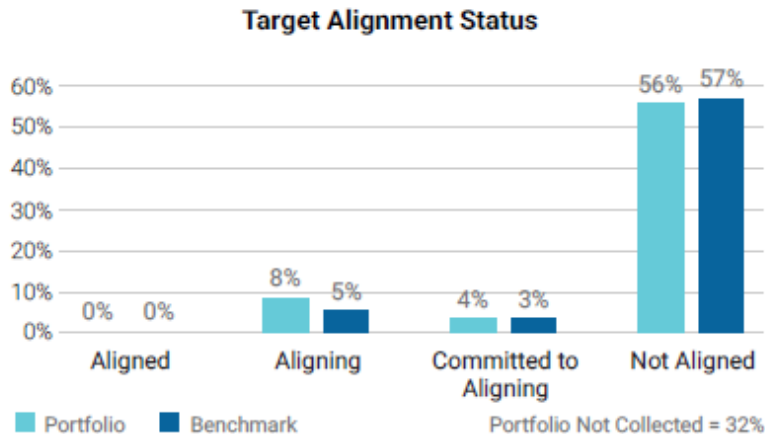 Target Alignment Status
60%
50%
40%
30%
20%
10%
0%
0% 0%
8% 5%
4% 3%
56% 57%
Aligned
Aligning
Committed to
Aligning
Not Aligned
Portfolio Benchmark
Portfolio Not Collected = 32%